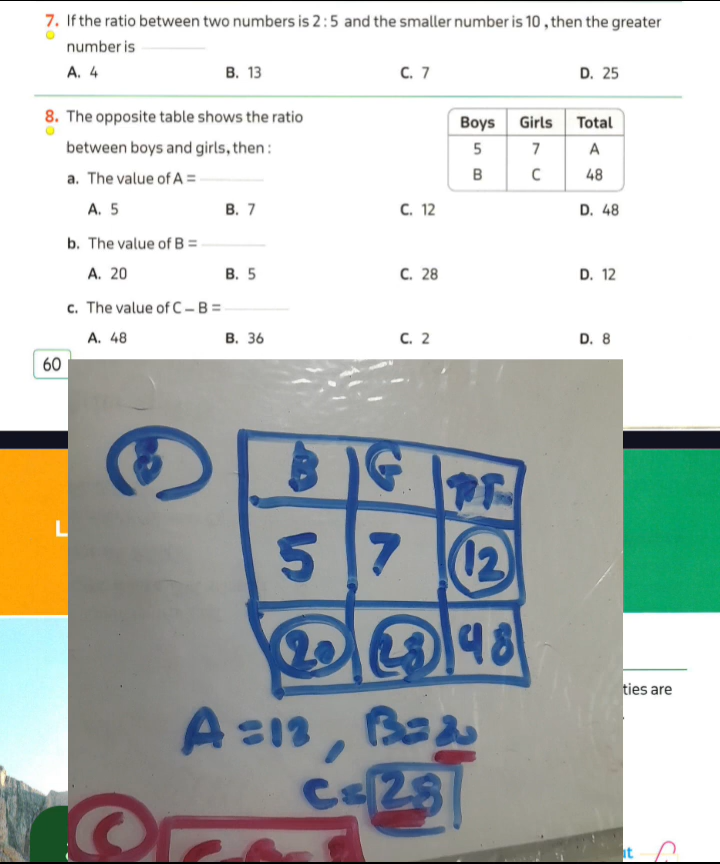 7. If the ratio between two numbers is 2 : 5 and the smaller number is 10 , then the greater
number is
A. 4 B. 13 C. 7 D. 25
8. The opposite table shows the ratio
between boys and girls, then :
Boys Girls Total
5 7 A
B C 48
a. The value of A =
A. 5 B. 7 C. 12 D. 48
b. The value of B =
A. 20 B. 5 C. 28 D. 12
c. The value of C – B =
A. 48 B. 36 C. 2 D. 8
60
8
B G
5 7 12
20 28 48
L
ties are
A = 12 , B = 20
C = 28
C